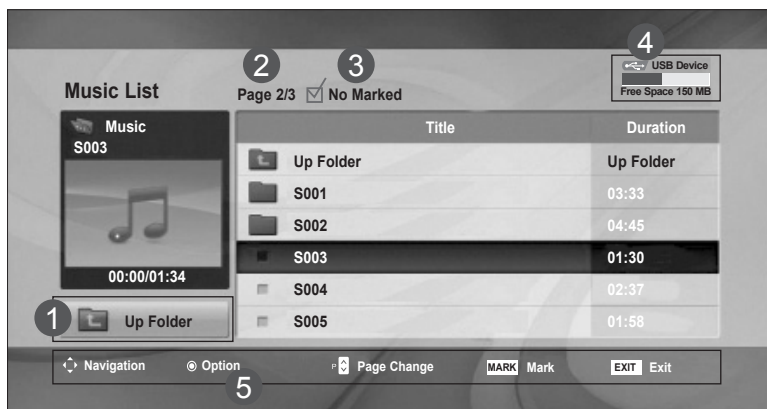 4
2 3
USB Device
Music List Page 2/3 No Marked Free Space 150 MB
Music
S003
00:00/01:34
1 Up Folder
Title Duration
Up Folder Up Folder
S001 03:33
S002 04:45
S003 01:30
S004 02:37
S005 01:58
Navigation Option P Page Change MARK Mark EXIT Exit
5